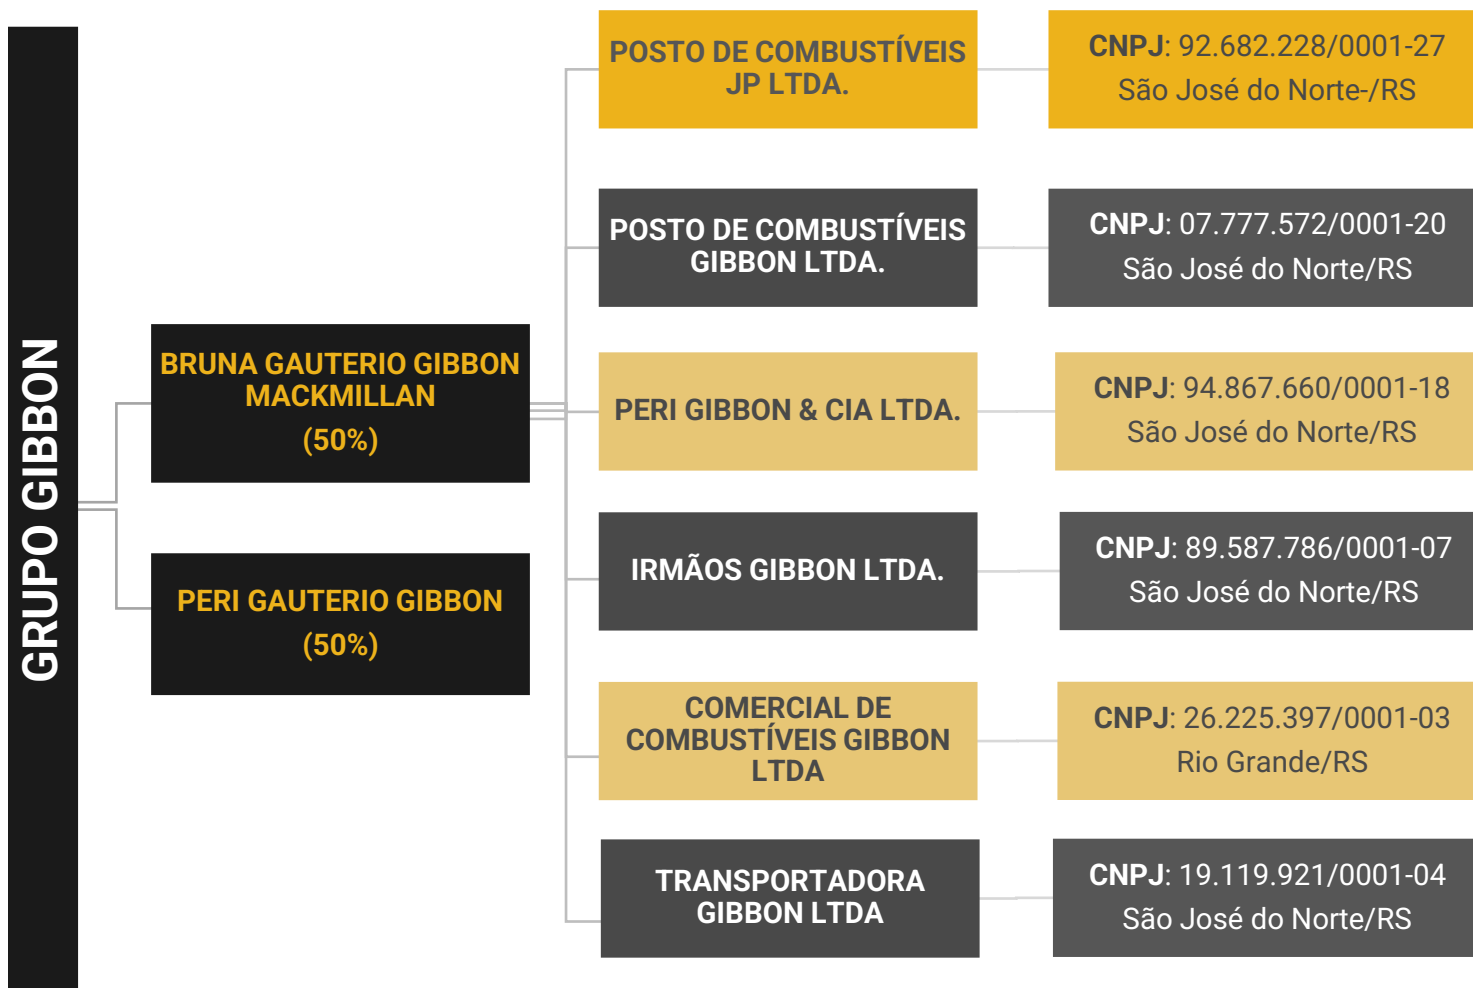 GRUPO GIBBON
BRUNA GAUTERIO GIBBON
MACKMILLAN
(50%)
PERI GAUTERIO GIBBON
(50%)
POSTO DE COMBUSTÍVEIS
JP LTDA.
CNPJ: 92.682.228/0001-27
São José do Norte-/RS
POSTO DE COMBUSTÍVEIS
GIBBON LTDA.
CNPJ: 07.777.572/0001-20
São José do Norte/RS
PERI GIBBON & CIA LTDA.
CNPJ: 94.867.660/0001-18
São José do Norte/RS
IRMÃOS GIBBON LTDA.
CNPJ: 89.587.786/0001-07
São José do Norte/RS
COMERCIAL DE
COMBUSTÍVEIS GIBBON
LTDA
CNPJ: 26.225.397/0001-03
Rio Grande/RS
TRANSPORTADORA
GIBBON LTDA
CNPJ: 19.119.921/0001-04
São José do Norte/RS